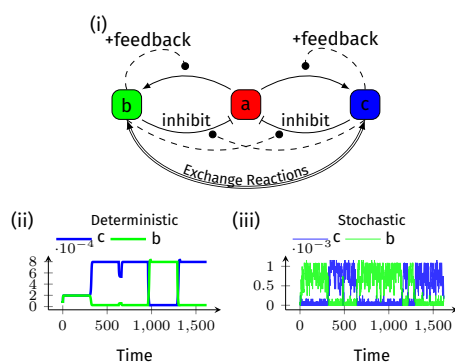 (i)
+feedback +feedback
b a c
inhibit inhibit
Exchange Reactions
(ii) Deterministic
c b
·10⁻⁴
8
6
4
2
0
0 500 1,000 1,500
Time
(iii) Stochastic
c b
·10⁻³
1
0.5
0
0 500 1,000 1,500
Time